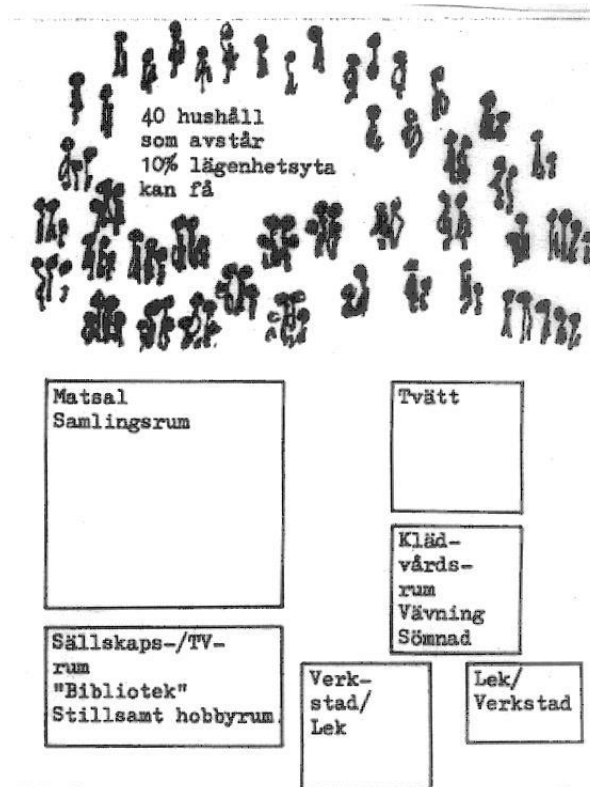 40 hushåll
som avstår
10% lägenhetsyta
kan få
Matsal
Samlingsrum
Tvätt
Kläd-
vårds-
rum
Vävning
Sömnad
Sällskaps-/TV-
rum
"Bibliotek"
Stillsamt hobbyrum
Verk-
stad/
Lek
Lek/
Verkstad